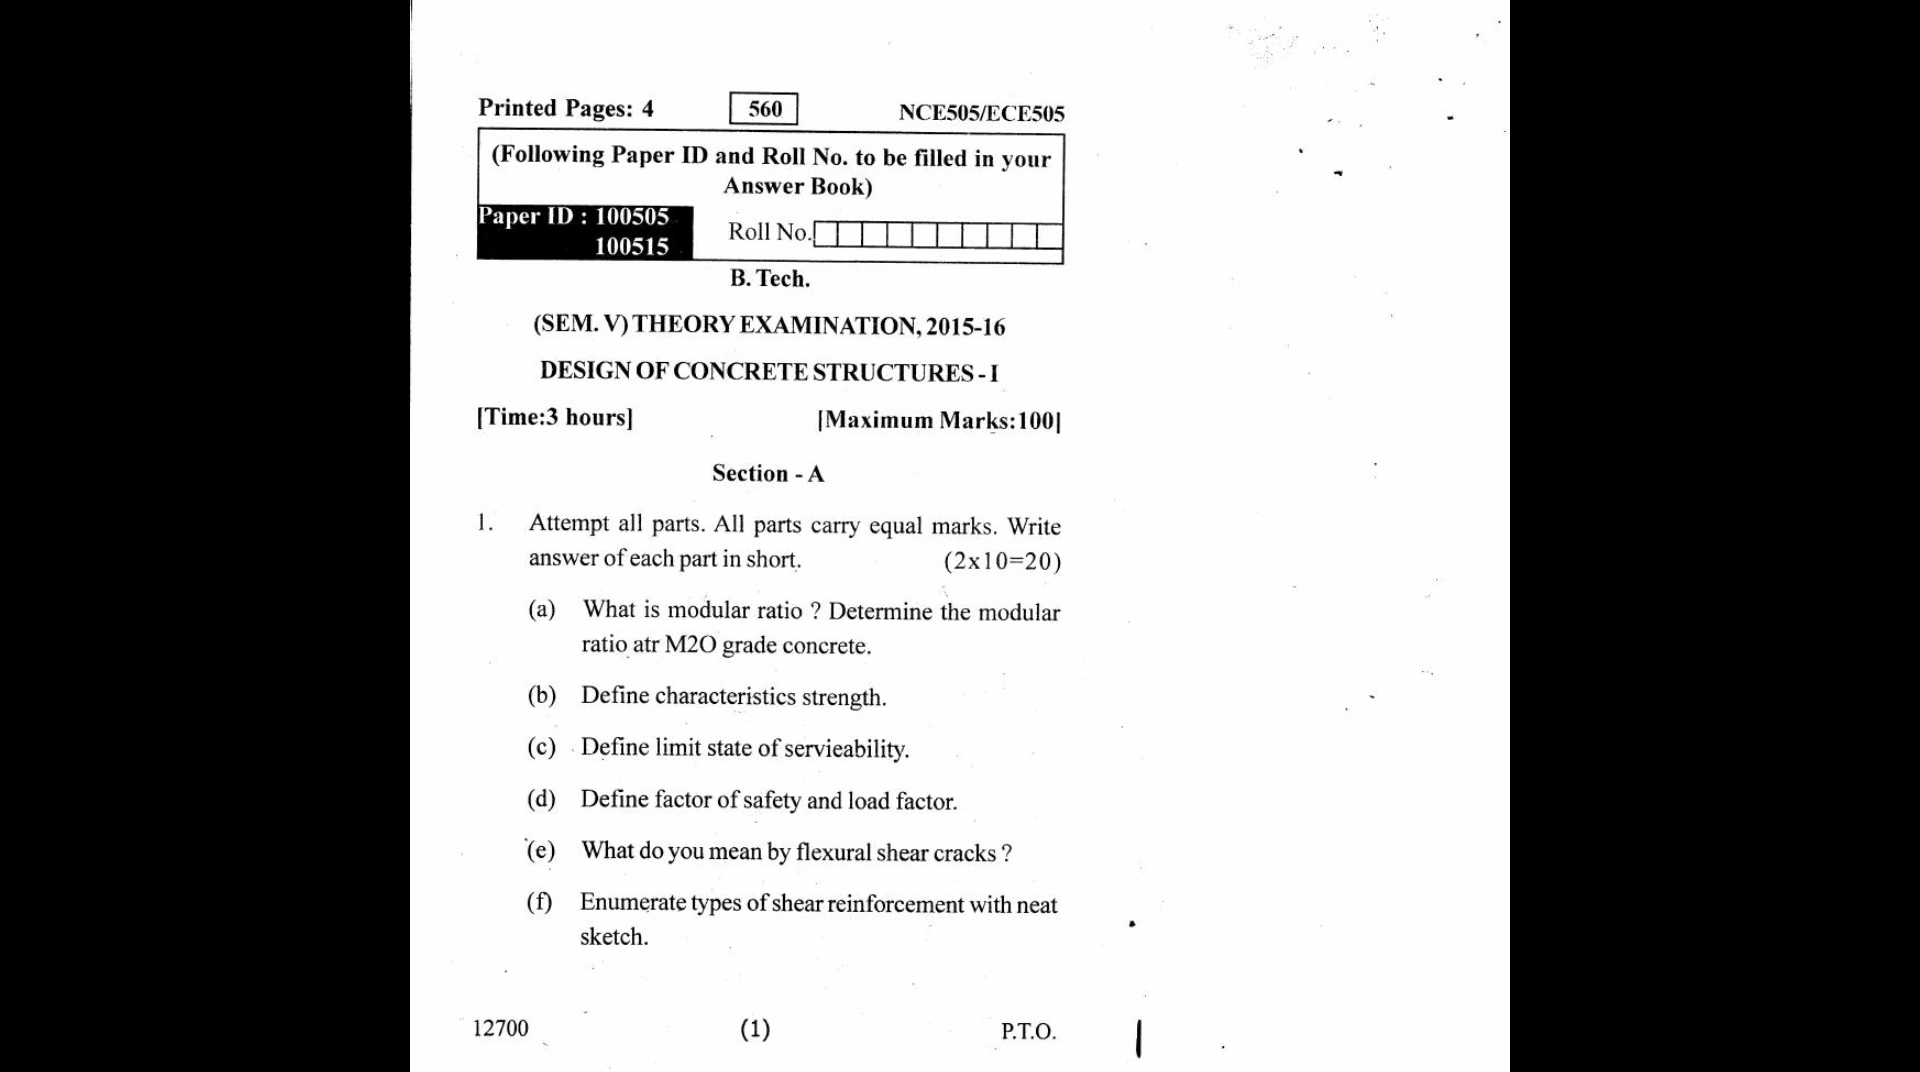 Printed Pages: 4 560 NCE505/ECE505
(Following Paper ID and Roll No. to be filled in your
Answer Book)
Paper ID : 100505
100515
Roll No.
B. Tech.
(SEM. V) THEORY EXAMINATION, 2015-16
DESIGN OF CONCRETE STRUCTURES - I
[Time:3 hours] [Maximum Marks:100]
Section - A
1. Attempt all parts. All parts carry equal marks. Write
answer of each part in short. (2x10=20)
(a) What is modular ratio ? Determine the modular
ratio atr M2O grade concrete.
(b) Define characteristics strength.
(c) Define limit state of servieability.
(d) Define factor of safety and load factor.
(e) What do you mean by flexural shear cracks ?
(f) Enumerate types of shear reinforcement with neat
sketch.
12700 (1) P.T.O.